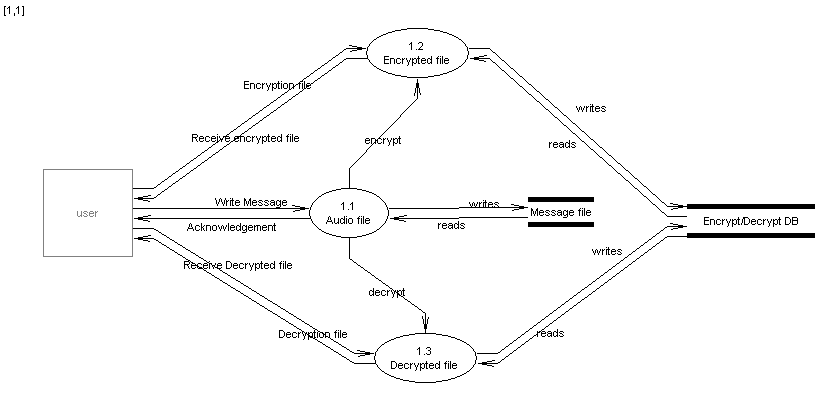 [1,1]
1.2
Encrypted file
Encryption file
writes
Receive encrypted file
encrypt
reads
user
Write Message
1.1
Audio file
writes
Message file
Encrypt/Decrypt DB
Acknowledgement
reads
Receive Decrypted file
writes
decrypt
Decryption file
reads
1.3
Decrypted file